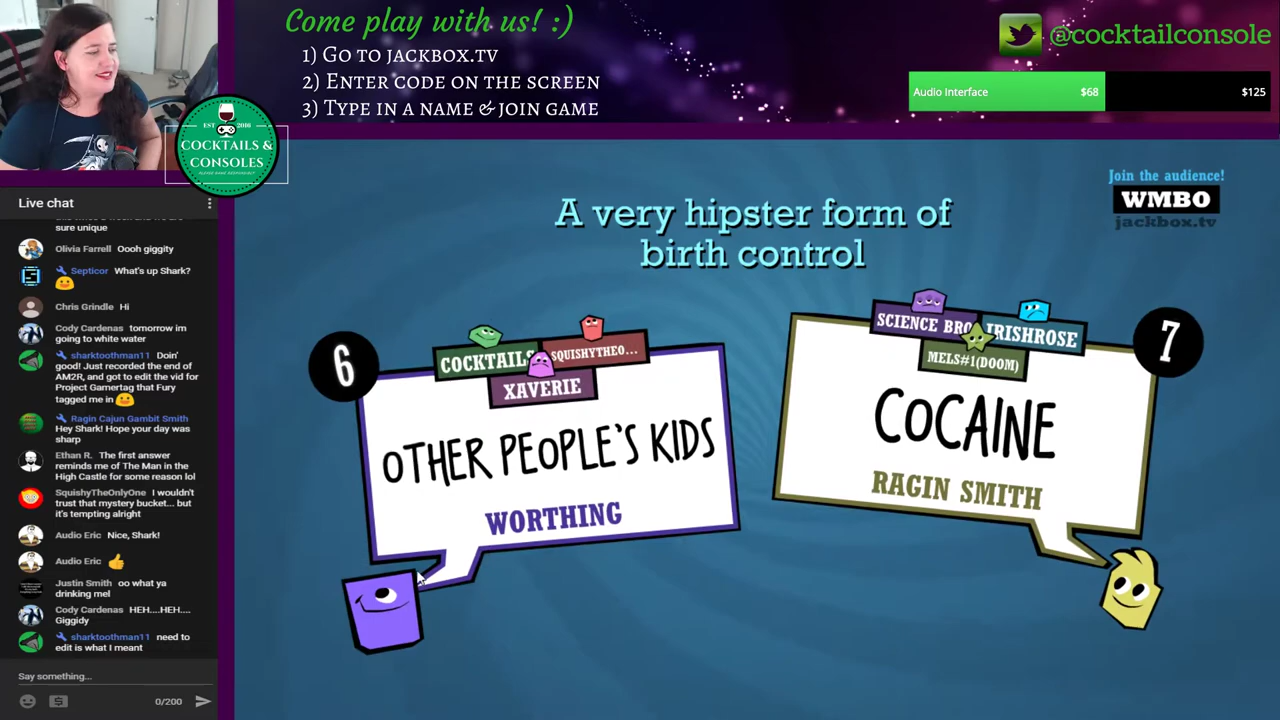 Come play with us! :)
1) Go to jackbox.tv
2) Enter code on the screen
3) Type in a name & join game
@cocktailconsole
Audio Interface $68 $125
EST 2016
COCKTAILS &
CONSOLES
Live chat
sure unique
Olivia Farrell Oooh giggity
Septicor What's up Shark?
Chris Grindle Hi
Cody Cardenas tomorrow im
going to white water
sharktoothman11 Doin'
good! Just recorded the end of
AM2R, and got to edit the vid for
Project Gamertag that Fury
tagged me in
Ragin Cajun Gambit Smith
Hey Shark! Hope your day was
sharp
Ethan R. The first answer
reminds me of The Man in the
High Castle for some reason lol
SquishyTheOnlyOne I wouldn't
trust that mystery bucket... but
it's tempting alright
Audio Eric Nice, Shark!
Audio Eric
Justin Smith oo what ya
drinking mel
Cody Cardenas HEH....HEH....
Giggidy
sharktoothman11 need to
edit is what I meant
Say something...
0/200
Join the audience!
WMBO
jackbox.tv
A very hipster form of
birth control
6
COCKTAILS
SQUISHYTHEO...
XAVERIE
OTHER PEOPLE'S KIDS
WORTHING
7
SCIENCE BRO
IRISHROSE
MELS#1(DOOM)
COCAINE
RAGIN SMITH